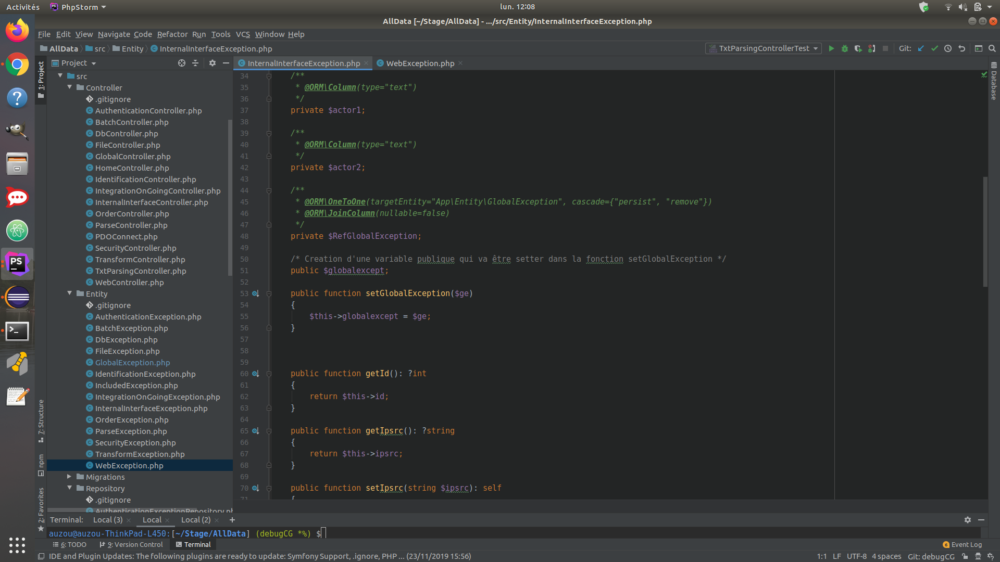 Activités PhpStorm lun. 12:08
AllData [~/Stage/AllData] - .../src/Entity/InternalInterfaceException.php
File Edit View Navigate Code Refactor Run Tools VCS Window Help
AllData src Entity InternalInterfaceException.php TxtParsingControllerTest Git:
1: Project
7: Structure
npm
2: Favorites
Project
src
Controller
.gitignore
AuthenticationController.php
BatchController.php
DbController.php
FileController.php
GlobalController.php
HomeController.php
IdentificationController.php
IntegrationOnGoingController.php
InternalInterfaceController.php
OrderController.php
ParseController.php
PDOConnect.php
SecurityController.php
TransformController.php
TxtParsingController.php
WebController.php
Entity
.gitignore
AuthenticationException.php
BatchException.php
DbException.php
FileException.php
GlobalException.php
IdentificationException.php
IncludedException.php
IntegrationOnGoingException.php
InternalInterfaceException.php
OrderException.php
ParseException.php
SecurityException.php
TransformException.php
WebException.php
Migrations
Repository
.gitignore
AuthenticationExceptionRepository.ph
InternalInterfaceException.php WebException.php
34 /**
35 * @ORM\Column(type="text")
36 */
37 private $actor1;
38
39 /**
40 * @ORM\Column(type="text")
41 */
42 private $actor2;
43
44 /**
45 * @ORM\OneToOne(targetEntity="App\Entity\GlobalException", cascade={"persist", "remove"})
46 * @ORM\JoinColumn(nullable=false)
47 */
48 private $RefGlobalException;
49
50 /* Creation d'une variable publique qui va être setter dans la fonction setGlobalException */
51 public $globalexcept;
52
53 public function setGlobalException($ge)
54 {
55 $this->globalexcept = $ge;
56 }
57
58
59
60 public function getId(): ?int
61 {
62 return $this->id;
63 }
64
65 public function getIpsrc(): ?string
66 {
67 return $this->ipsrc;
68 }
69
70 public function setIpsrc(string $ipsrc): self
71 {
Database
Terminal: Local (3) Local Local (2) +
auzou@auzou-ThinkPad-L450:[~/Stage/AllData] (debugCG *%) $
6: TODO 9: Version Control Terminal 6 Event Log
IDE and Plugin Updates: The following plugins are ready to update: Symfony Support, .ignore, PHP ... (23/11/2019 15:56) 1:1 LF UTF-8 4 spaces Git: debugCG
PS